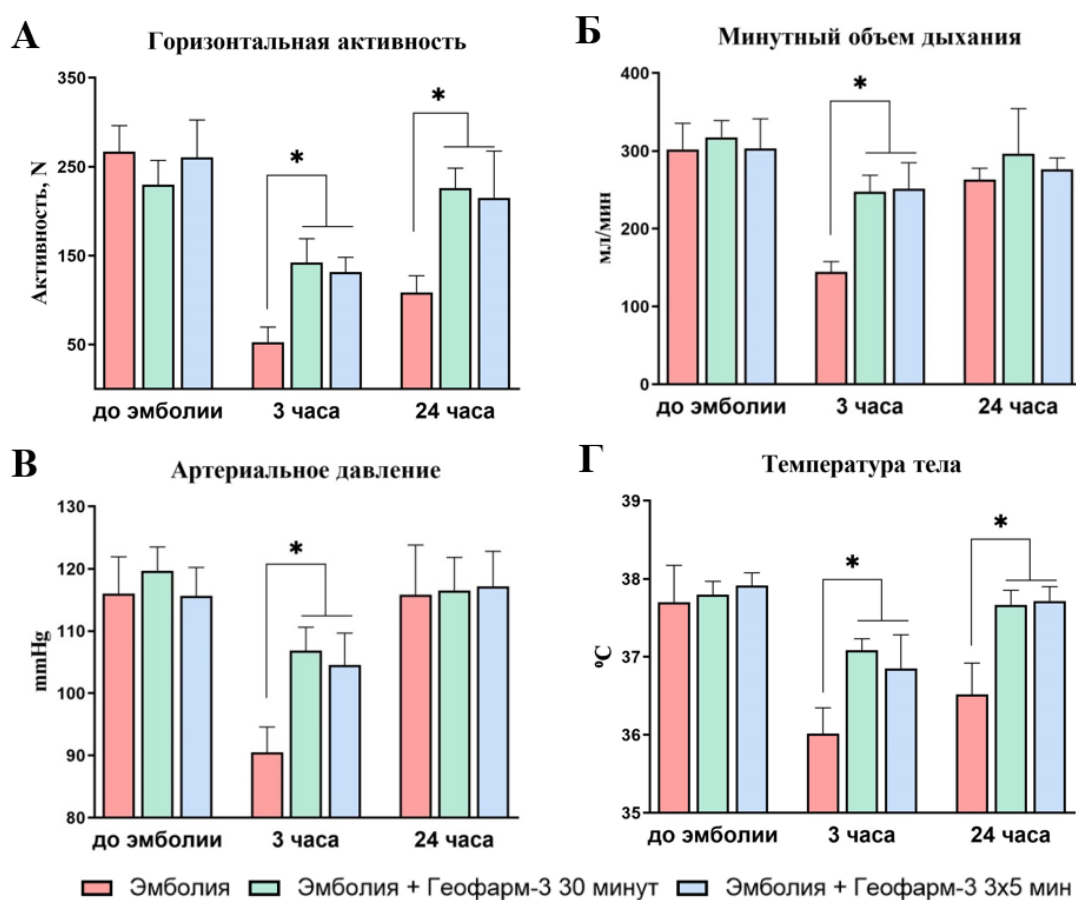 А
Горизонтальная активность
Активность, N
350
250
150
50
*
*
до эмболии
3 часа
24 часа
Б
Минутный объем дыхания
мл/мин
400
300
200
100
0
*
до эмболии
3 часа
24 часа
В
Артериальное давление
mmHg
130
120
110
100
90
80
*
до эмболии
3 часа
24 часа
Г
Температура тела
ºC
39
38
37
36
35
*
*
до эмболии
3 часа
24 часа
Эмболия
Эмболия + Геофарм-3 30 минут
Эмболия + Геофарм-3 3х5 мин